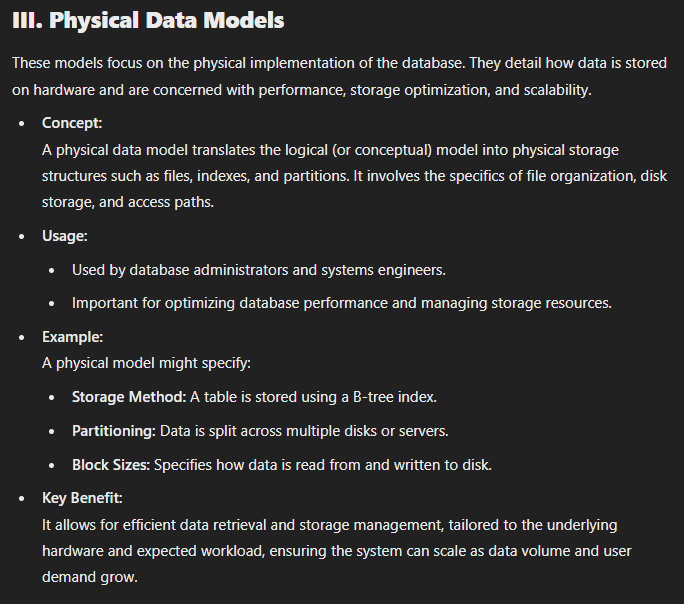 III. Physical Data Models
These models focus on the physical implementation of the database. They detail how data is stored
on hardware and are concerned with performance, storage optimization, and scalability.
• Concept:
A physical data model translates the logical (or conceptual) model into physical storage
structures such as files, indexes, and partitions. It involves the specifics of file organization, disk
storage, and access paths.
• Usage:
• Used by database administrators and systems engineers.
• Important for optimizing database performance and managing storage resources.
• Example:
A physical model might specify:
• Storage Method: A table is stored using a B-tree index.
• Partitioning: Data is split across multiple disks or servers.
• Block Sizes: Specifies how data is read from and written to disk.
• Key Benefit:
It allows for efficient data retrieval and storage management, tailored to the underlying
hardware and expected workload, ensuring the system can scale as data volume and user
demand grow.